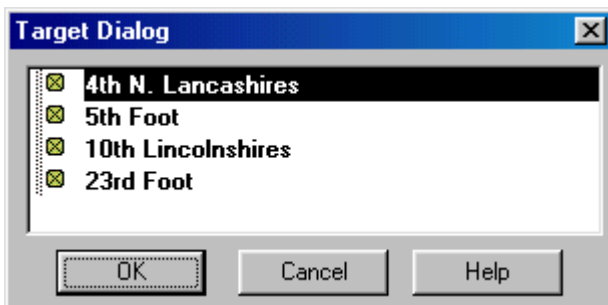 Target Dialog
4th N. Lancashires
5th Foot
10th Lincolnshires
23rd Foot
OK Cancel Help